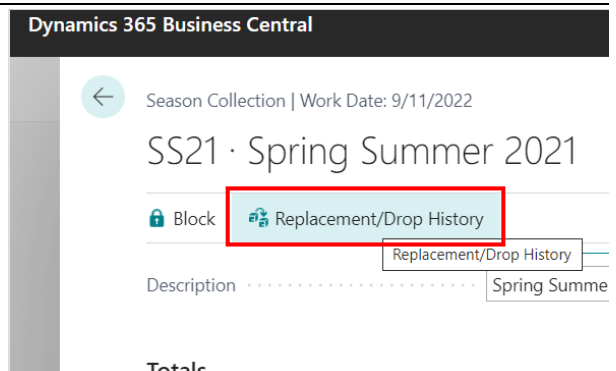 Dynamics 365 Business Central
Season Collection | Work Date: 9/11/2022
SS21 · Spring Summer 2021
Block Replacement/Drop History
Replacement/Drop History
Description Spring Summe
Totals